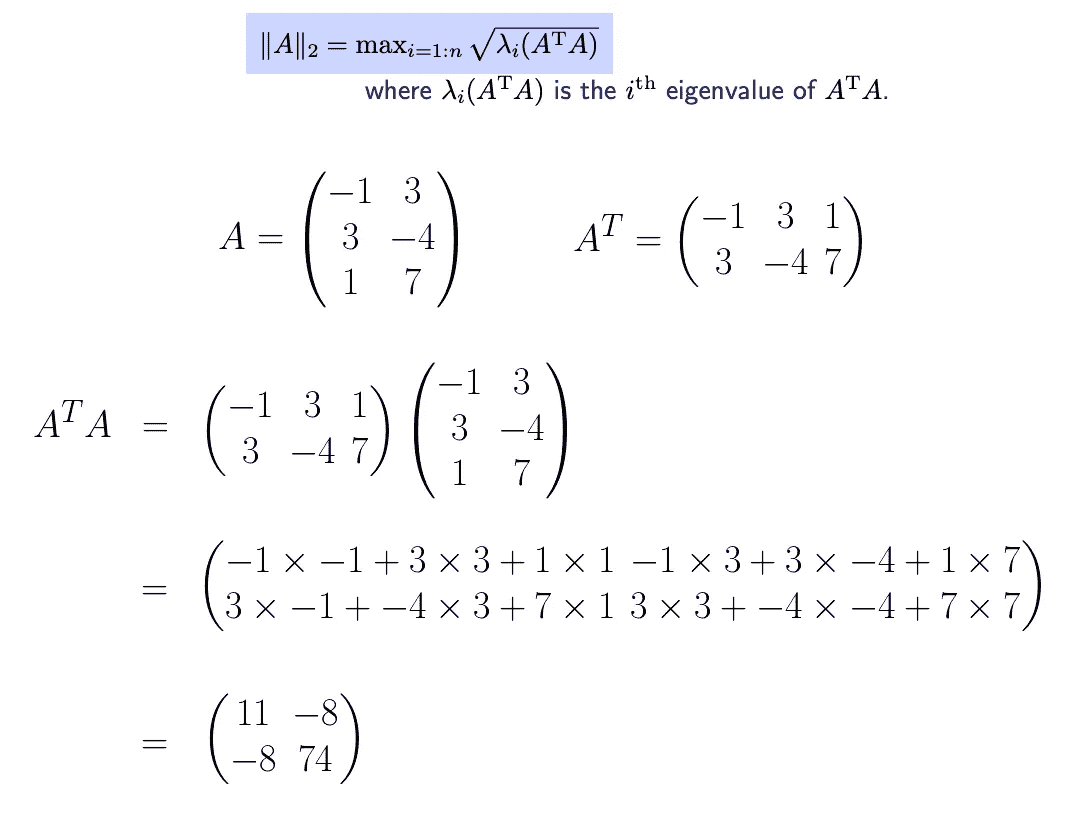 ‖A‖₂ = maxᵢ₌₁:ₙ √λᵢ(AᵀA)
where λᵢ(AᵀA) is the iᵗʰ eigenvalue of AᵀA.
A = (−1 3; 3 −4; 1 7) Aᵀ = (−1 3 1; 3 −4 7)
AᵀA = (−1 3 1; 3 −4 7) (−1 3; 3 −4; 1 7)
= (−1 × −1 + 3 × 3 + 1 × 1 −1 × 3 + 3 × −4 + 1 × 7; 3 × −1 + −4 × 3 + 7 × 1 3 × 3 + −4 × −4 + 7 × 7)
= (11 −8; −8 74)